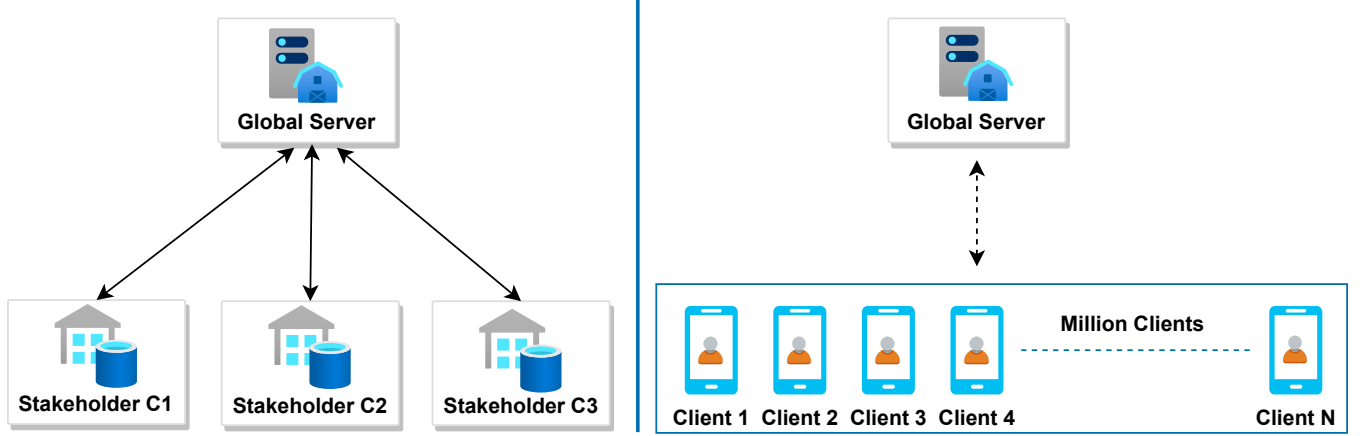 Global Server
Stakeholder C1
Stakeholder C2
Stakeholder C3
Global Server
Million Clients
Client 1
Client 2
Client 3
Client 4
Client N